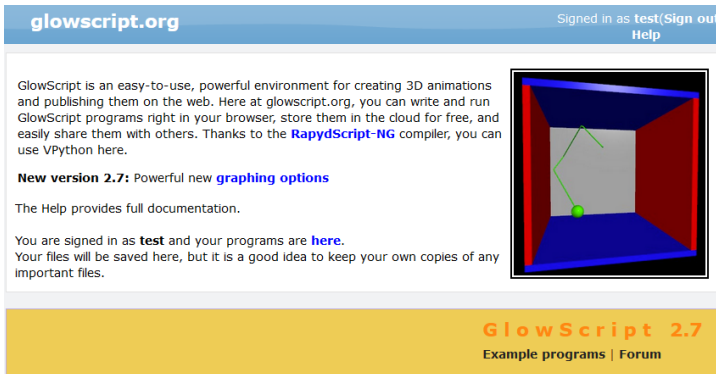 glowscript.org
Signed in as test(Sign out
Help
GlowScript is an easy-to-use, powerful environment for creating 3D animations
and publishing them on the web. Here at glowscript.org, you can write and run
GlowScript programs right in your browser, store them in the cloud for free, and
easily share them with others. Thanks to the RapydScript-NG compiler, you can
use VPython here.
New version 2.7: Powerful new graphing options
The Help provides full documentation.
You are signed in as test and your programs are here.
Your files will be saved here, but it is a good idea to keep your own copies of any
important files.
GlowScript 2.7
Example programs | Forum